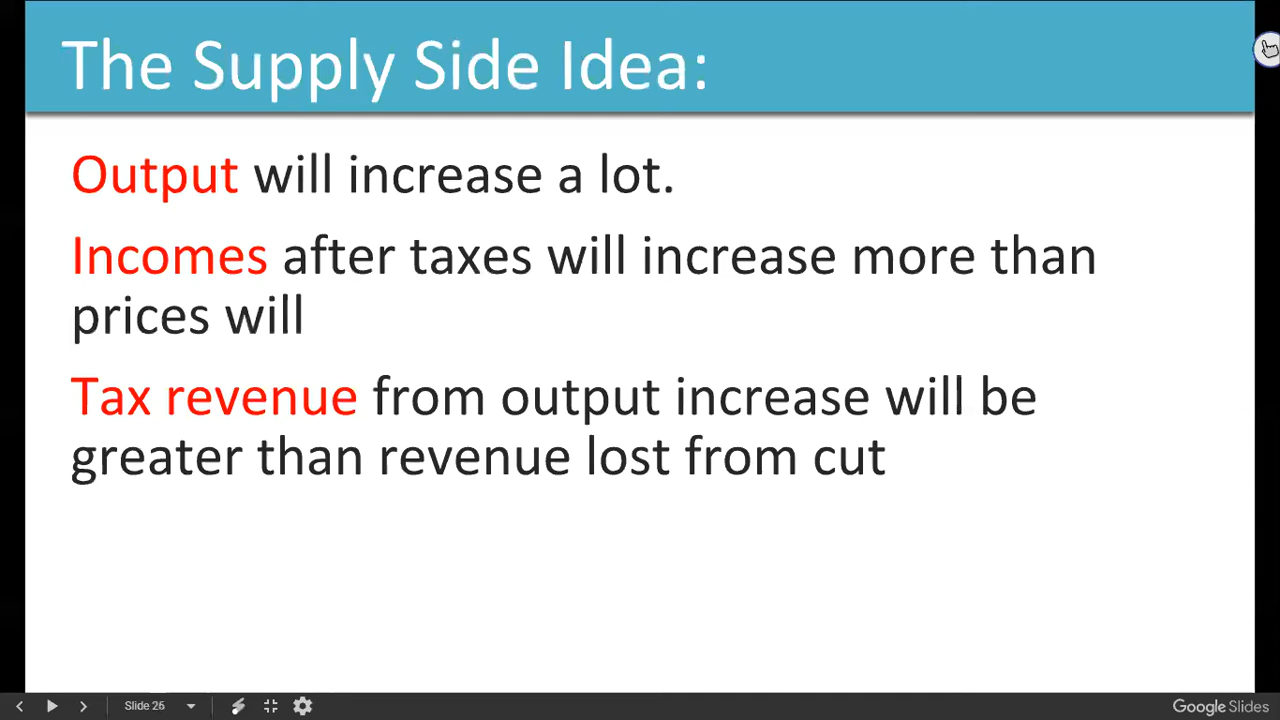 The Supply Side Idea:
Output will increase a lot.
Incomes after taxes will increase more than
prices will
Tax revenue from output increase will be
greater than revenue lost from cut
Slide 26
Google Slides